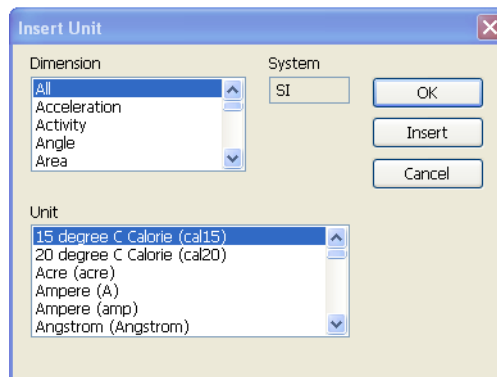 Insert Unit
Dimension
All
Acceleration
Activity
Angle
Area
System
SI
OK
Insert
Cancel
Unit
15 degree C Calorie (cal15)
20 degree C Calorie (cal20)
Acre (acre)
Ampere (A)
Ampere (amp)
Angstrom (Angstrom)